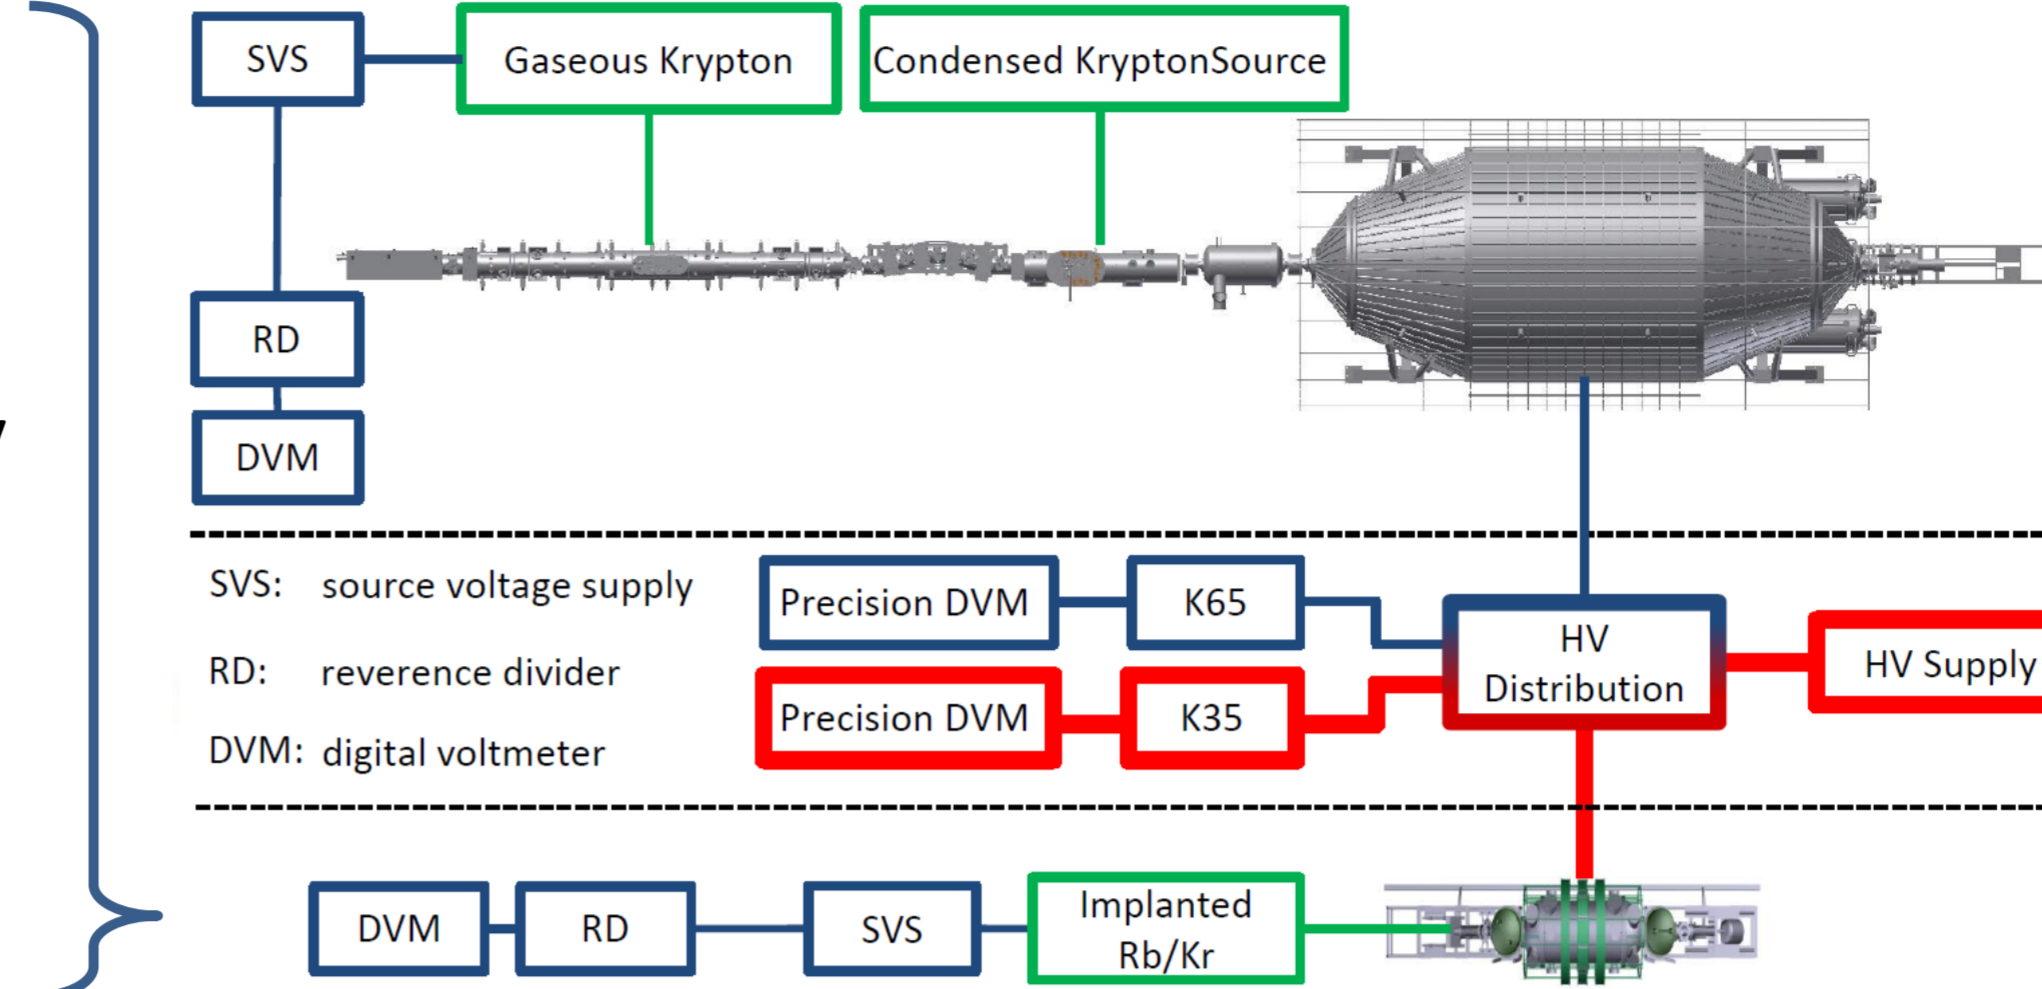 SVS
Gaseous Krypton
Condensed KryptonSource
RD
DVM
SVS: source voltage supply
RD: reverence divider
DVM: digital voltmeter
Precision DVM
K65
Precision DVM
K35
HV
Distribution
HV Supply
DVM
RD
SVS
Implanted
Rb/Kr